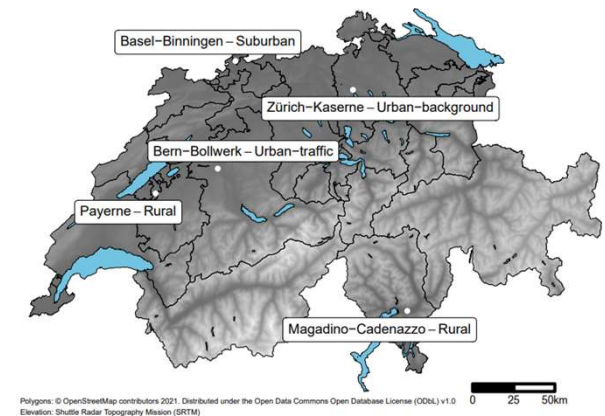 Basel−Binningen – Suburban
Zürich−Kaserne – Urban−background
Bern−Bollwerk – Urban−traffic
Payerne – Rural
Magadino−Cadenazzo – Rural
0 25 50km
Polygons: © OpenStreetMap contributors 2021. Distributed under the Open Data Commons Open Database License (ODbL) v1.0
Elevation: Shuttle Radar Topography Mission (SRTM)